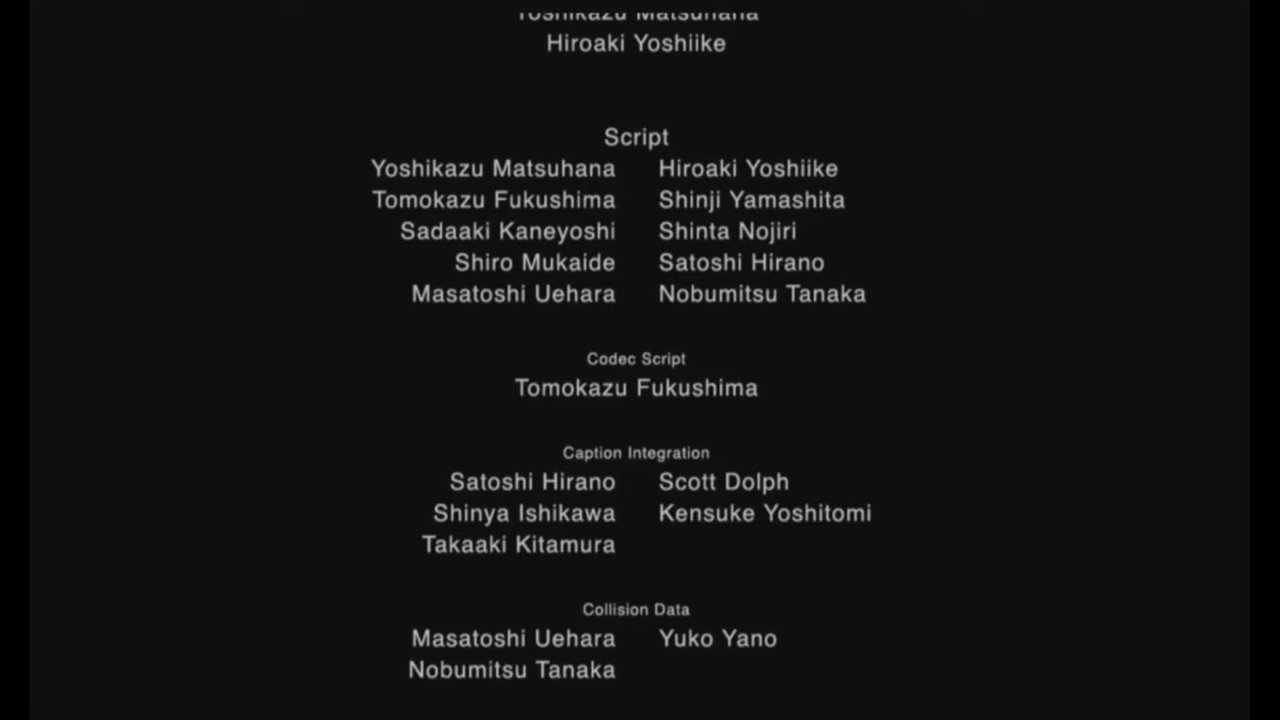 Yoshikazu Matsuhana
Hiroaki Yoshiike
Script
Yoshikazu Matsuhana Hiroaki Yoshiike
Tomokazu Fukushima Shinji Yamashita
Sadaaki Kaneyoshi Shinta Nojiri
Shiro Mukaide Satoshi Hirano
Masatoshi Uehara Nobumitsu Tanaka
Codec Script
Tomokazu Fukushima
Caption Integration
Satoshi Hirano Scott Dolph
Shinya Ishikawa Kensuke Yoshitomi
Takaaki Kitamura
Collision Data
Masatoshi Uehara Yuko Yano
Nobumitsu Tanaka